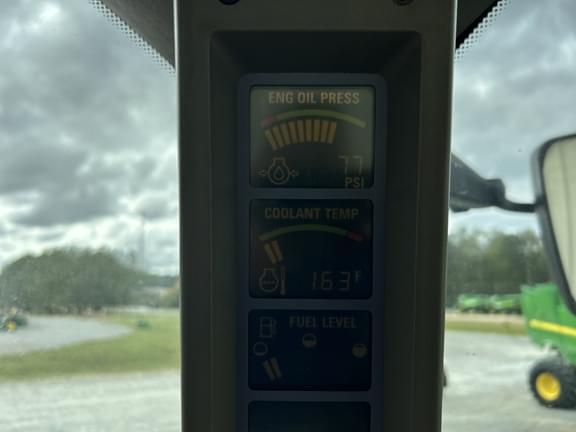 ENG OIL PRESS
77
PSI
COOLANT TEMP
163 F
FUEL LEVEL